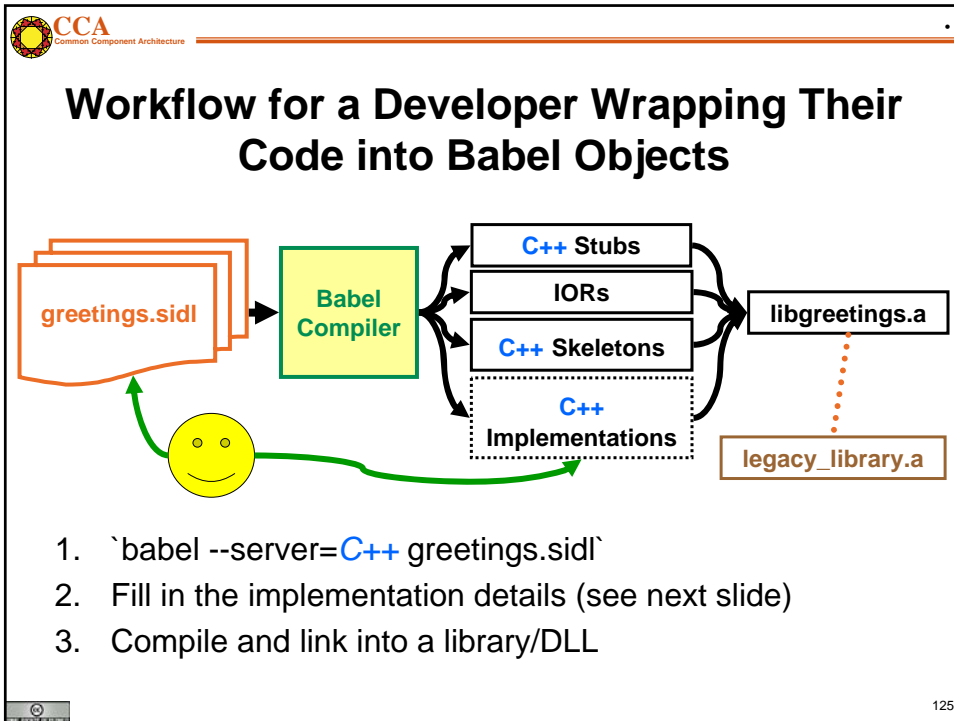 CCA
Common Component Architecture
Workflow for a Developer Wrapping Their
Code into Babel Objects
greetings.sidl
Babel
Compiler
C++ Stubs
IORs
C++ Skeletons
C++
Implementations
libgreetings.a
legacy_library.a
1. `babel --server=C++ greetings.sidl`
2. Fill in the implementation details (see next slide)
3. Compile and link into a library/DLL
125